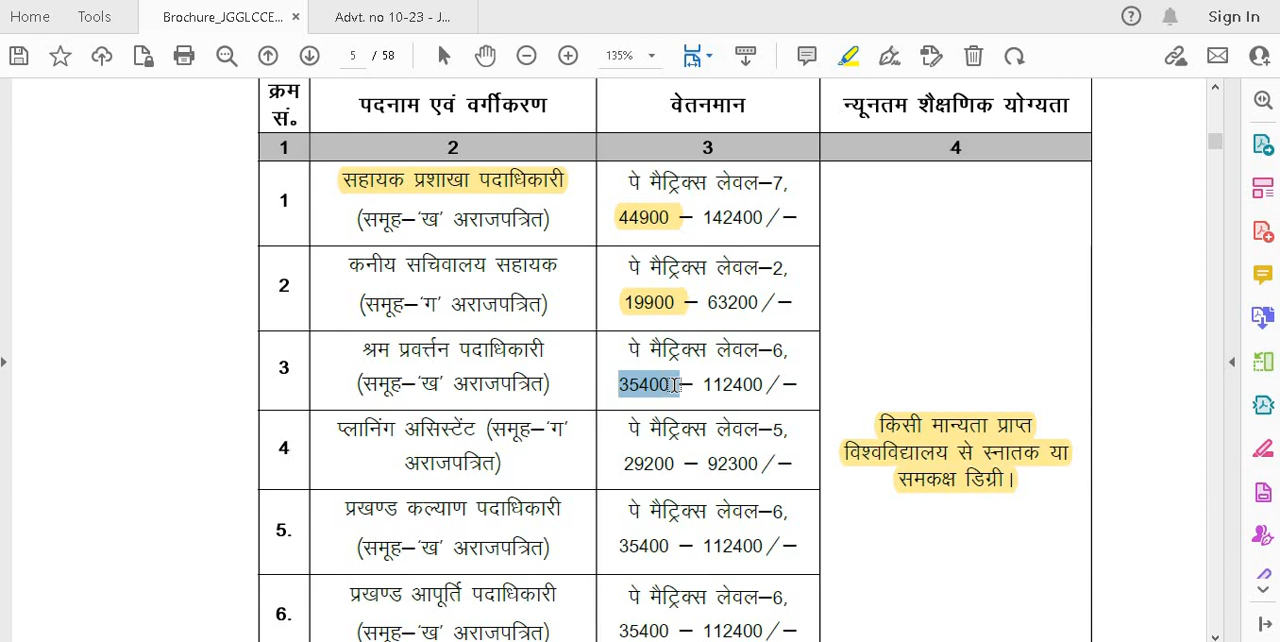 Home Tools Brochure_JGGLCCE... × Advt. no 10-23 - J... Sign In
5 / 58 135%
क्रम सं॰ पदनाम एवं वर्गीकरण वेतनमान न्यूनतम शैक्षणिक योग्यता
1 2 3 4
1 सहायक प्रशाखा पदाधिकारी पे मैट्रिक्स लेवल–7,
(समूह–'ख' अराजपत्रित) 44900 – 142400/–
2 कनीय सचिवालय सहायक पे मैट्रिक्स लेवल–2,
(समूह–'ग' अराजपत्रित) 19900 – 63200/–
3 श्रम प्रवर्त्तन पदाधिकारी पे मैट्रिक्स लेवल–6,
(समूह–'ख' अराजपत्रित) 35400 – 112400/–
4 प्लानिंग असिस्टेंट (समूह–'ग' पे मैट्रिक्स लेवल–5,
अराजपत्रित) 29200 – 92300/–
5. प्रखण्ड कल्याण पदाधिकारी पे मैट्रिक्स लेवल–6,
(समूह–'ख' अराजपत्रित) 35400 – 112400/–
6. प्रखण्ड आपूर्ति पदाधिकारी पे मैट्रिक्स लेवल–6,
(समूह–'ख' अराजपत्रित) 35400 – 112400/–
किसी मान्यता प्राप्त
विश्वविद्यालय से स्नातक या
समकक्ष डिग्री।